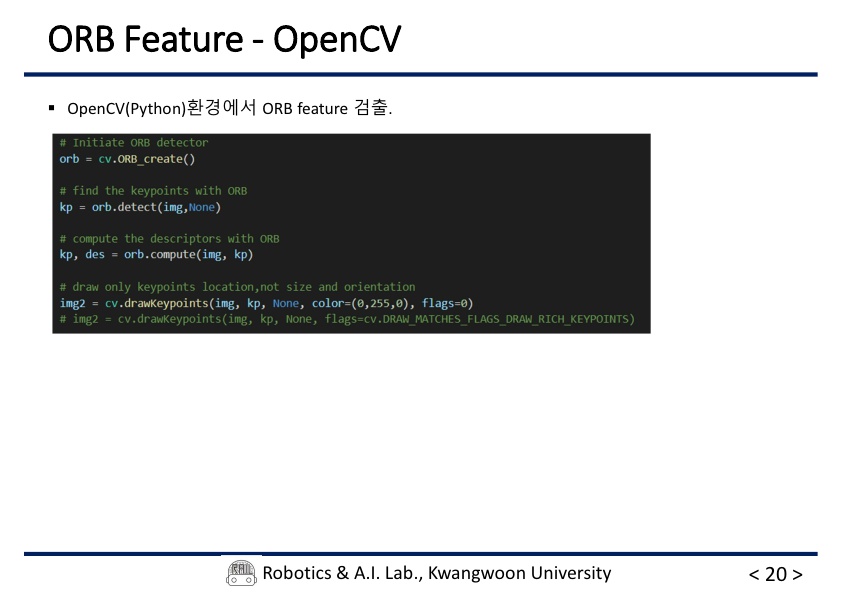 ORB Feature - OpenCV
▪ OpenCV(Python)환경에서 ORB feature 검출.
# Initiate ORB detector
orb = cv.ORB_create()
# find the keypoints with ORB
kp = orb.detect(img,None)
# compute the descriptors with ORB
kp, des = orb.compute(img, kp)
# draw only keypoints location,not size and orientation
img2 = cv.drawKeypoints(img, kp, None, color=(0,255,0), flags=0)
# img2 = cv.drawKeypoints(img, kp, None, flags=cv.DRAW_MATCHES_FLAGS_DRAW_RICH_KEYPOINTS)
RAIL Robotics & A.I. Lab., Kwangwoon University
< 20 >